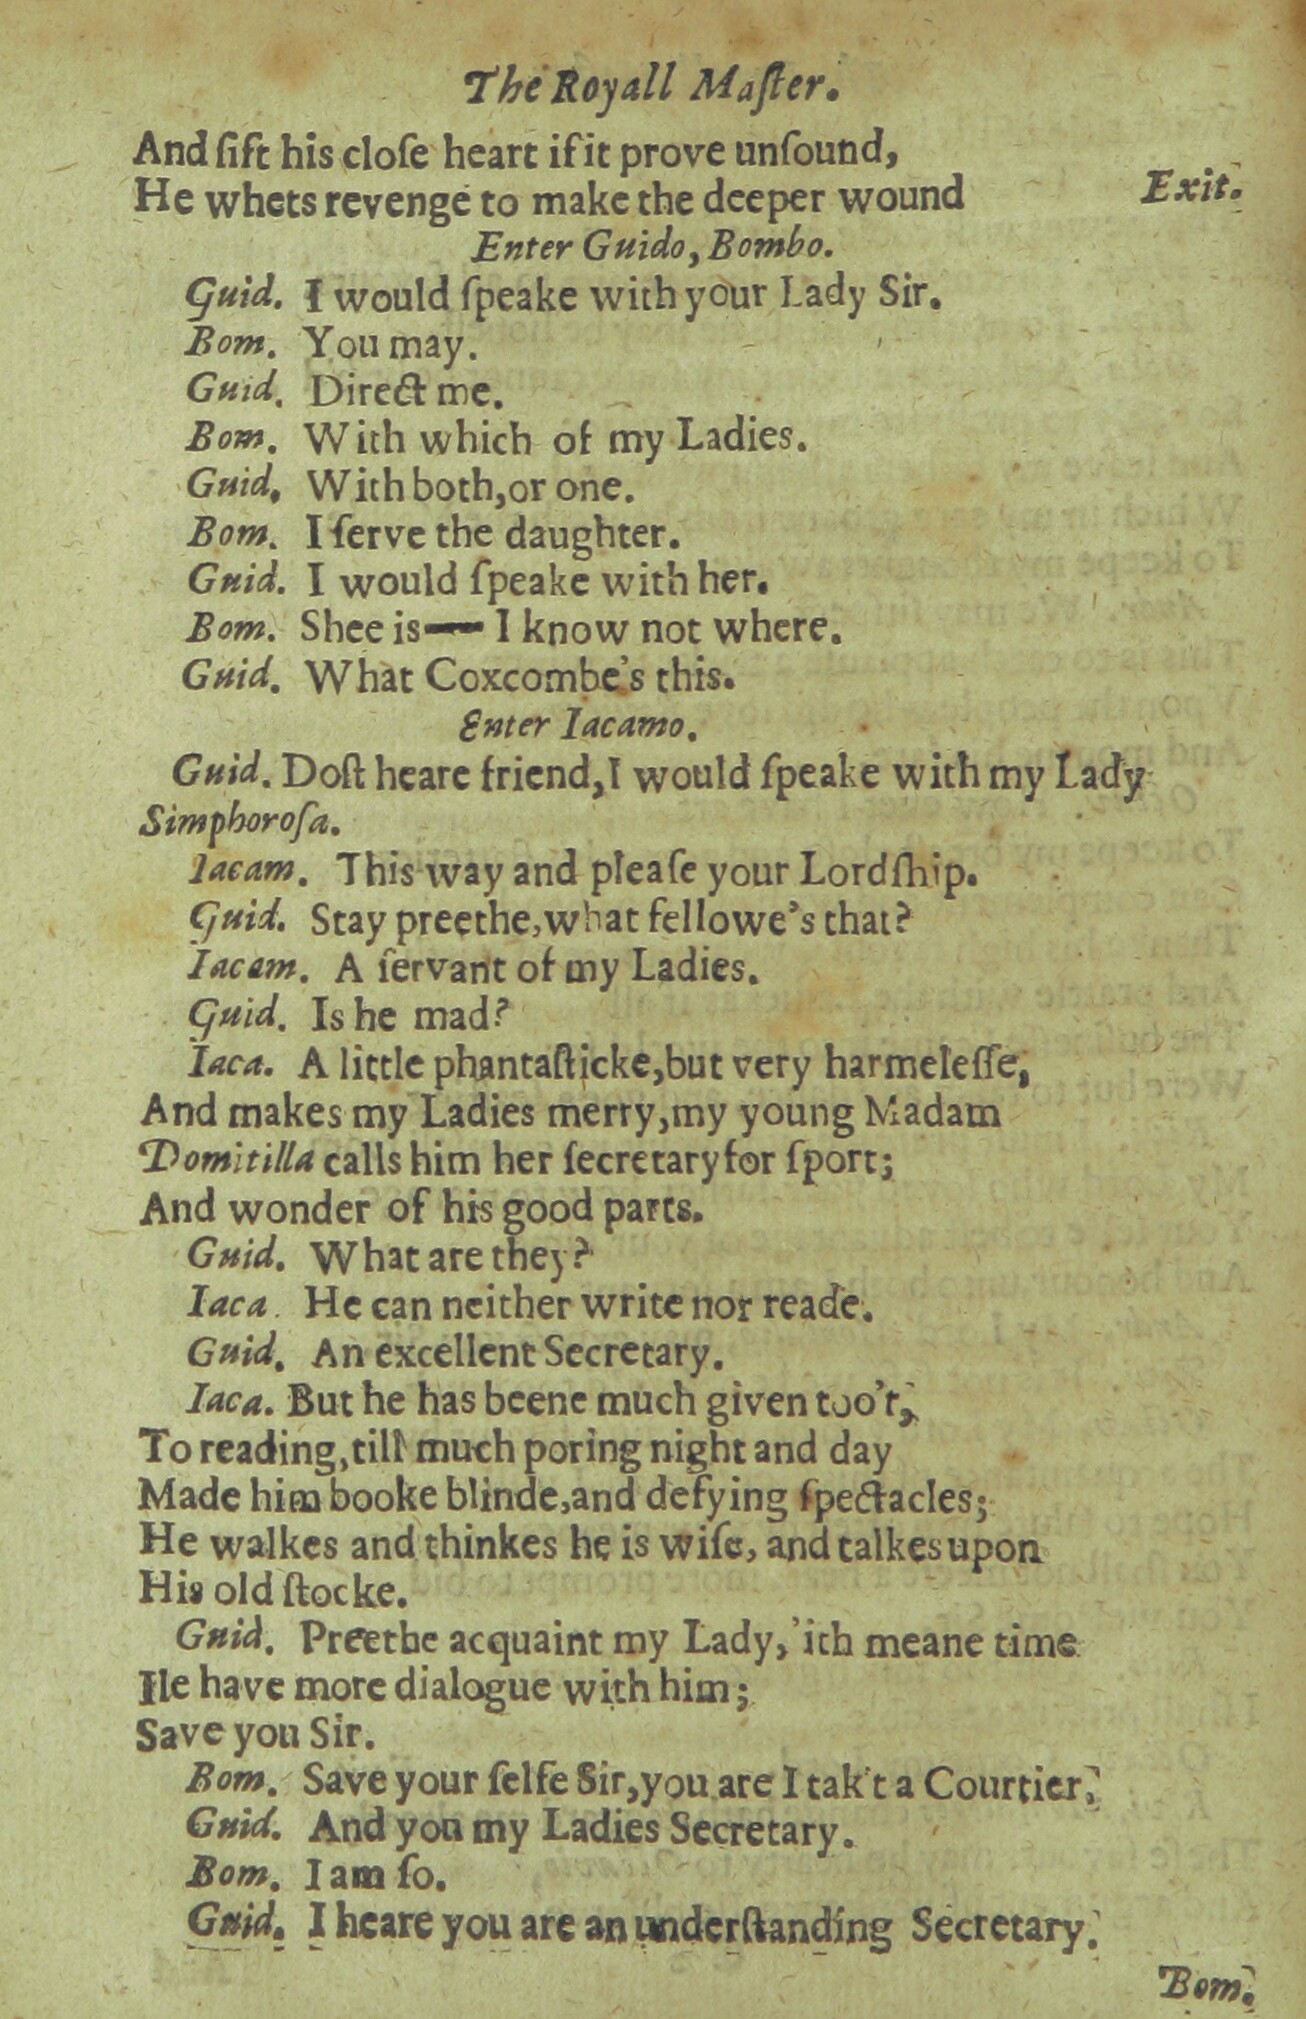 The Royall Maſter.
And ſift his cloſe heart if it prove unſound,
He whets revenge to make the deeper wound Exit.
Enter Guido, Bombo.
Guid. I would ſpeake with your Lady Sir.
Bom. You may.
Guid. Direct me.
Bom. With which of my Ladies.
Guid. With both, or one.
Bom. I ſerve the daughter.
Guid. I would ſpeake with her.
Bom. Shee is—— I know not where.
Guid. What Coxcombe's this.
Enter Iacamo.
Guid. Doſt heare friend, I would ſpeake with my Lady
Simphoroſa.
Iacam. This way and pleaſe your Lordſhip.
Guid. Stay preethe, what fellowe's that?
Iacam. A ſervant of my Ladies.
Guid. Is he mad?
Iaca. A little phantaſticke, but very harmeleſſe,
And makes my Ladies merry, my young Madam
Domitilla calls him her ſecretary for ſport;
And wonder of his good parts.
Guid. What are they?
Iaca. He can neither write nor reade.
Guid. An excellent Secretary.
Iaca. But he has beene much given too't,
To reading, till much poring night and day
Made him booke blinde, and defying ſpectacles;
He walkes and thinkes he is wiſe, and talkes upon
His old ſtocke.
Guid. Preethe acquaint my Lady, 'ith meane time
Ile have more dialogue with him;
Save you Sir.
Bom. Save your ſelfe Sir, you are I tak't a Courtier,
Guid. And you my Ladies Secretary.
Bom. I am ſo.
Guid. I heare you are an underſtanding Secretary.
Bom.